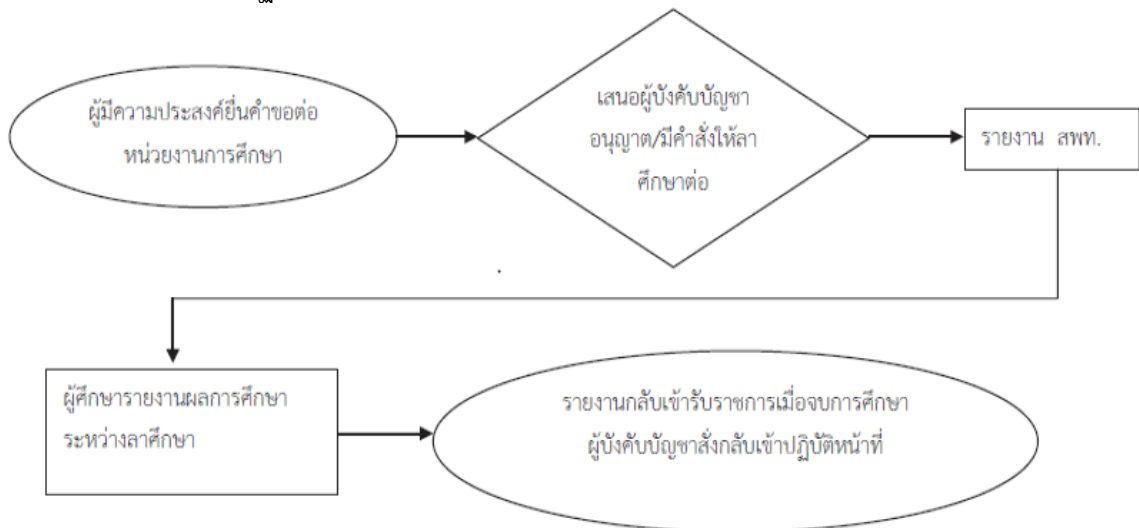 ผู้มีความประสงค์ยื่นคำขอต่อ
หน่วยงานการศึกษา
เสนอผู้บังคับบัญชา
อนุญาต/มีคำสั่งให้ลา
ศึกษาต่อ
รายงาน สพท.
ผู้ศึกษารายงานผลการศึกษา
ระหว่างลาศึกษา
รายงานกลับเข้ารับราชการเมื่อจบการศึกษา
ผู้บังคับบัญชาสั่งกลับเข้าปฏิบัติหน้าที่